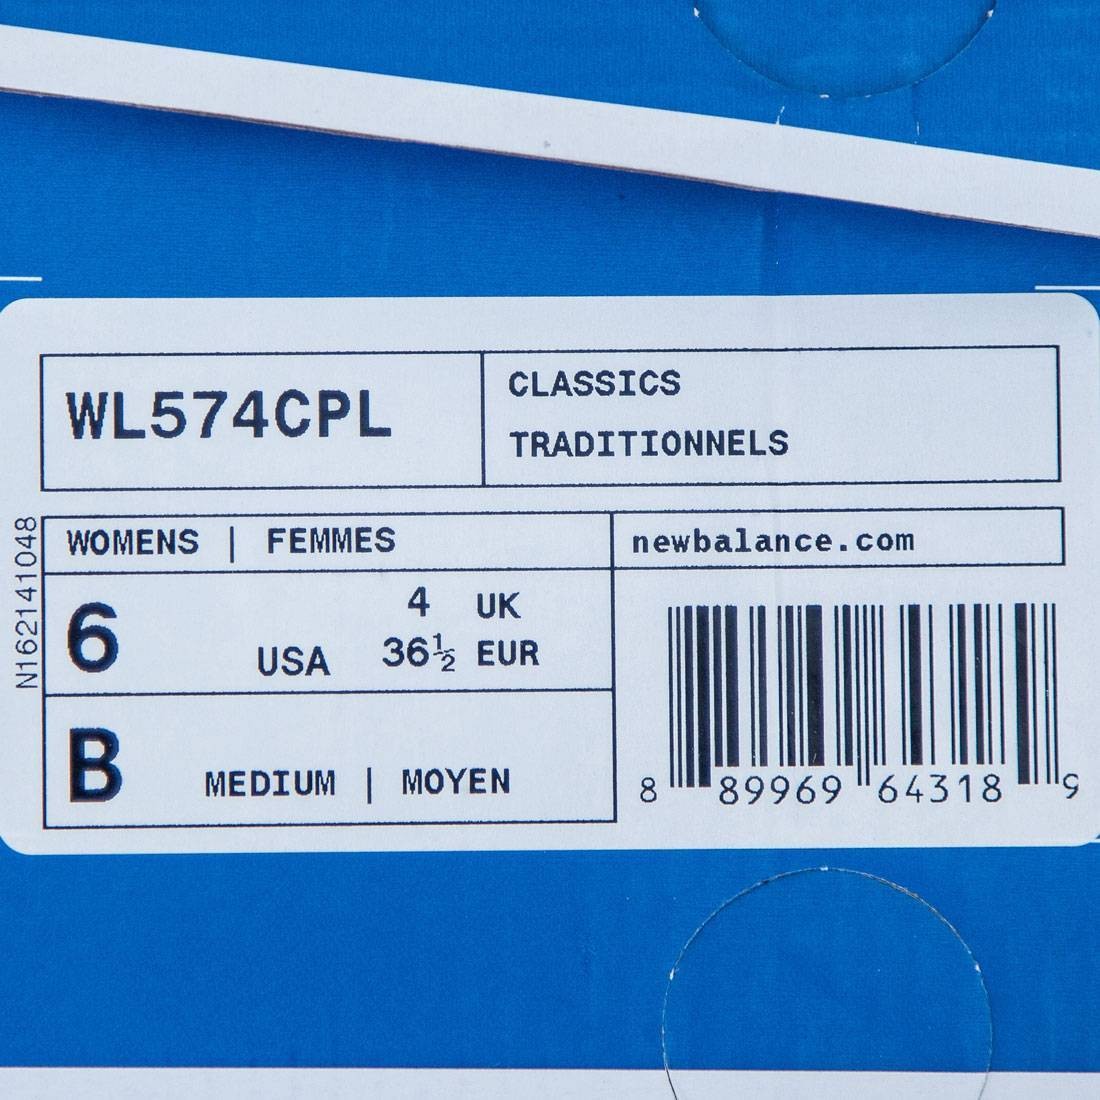 WL574CPL
CLASSICS
TRADITIONNELS
N162141048
WOMENS | FEMMES
newbalance.com
6 USA
4 UK
36½ EUR
B MEDIUM | MOYEN
8 89969 64318 9